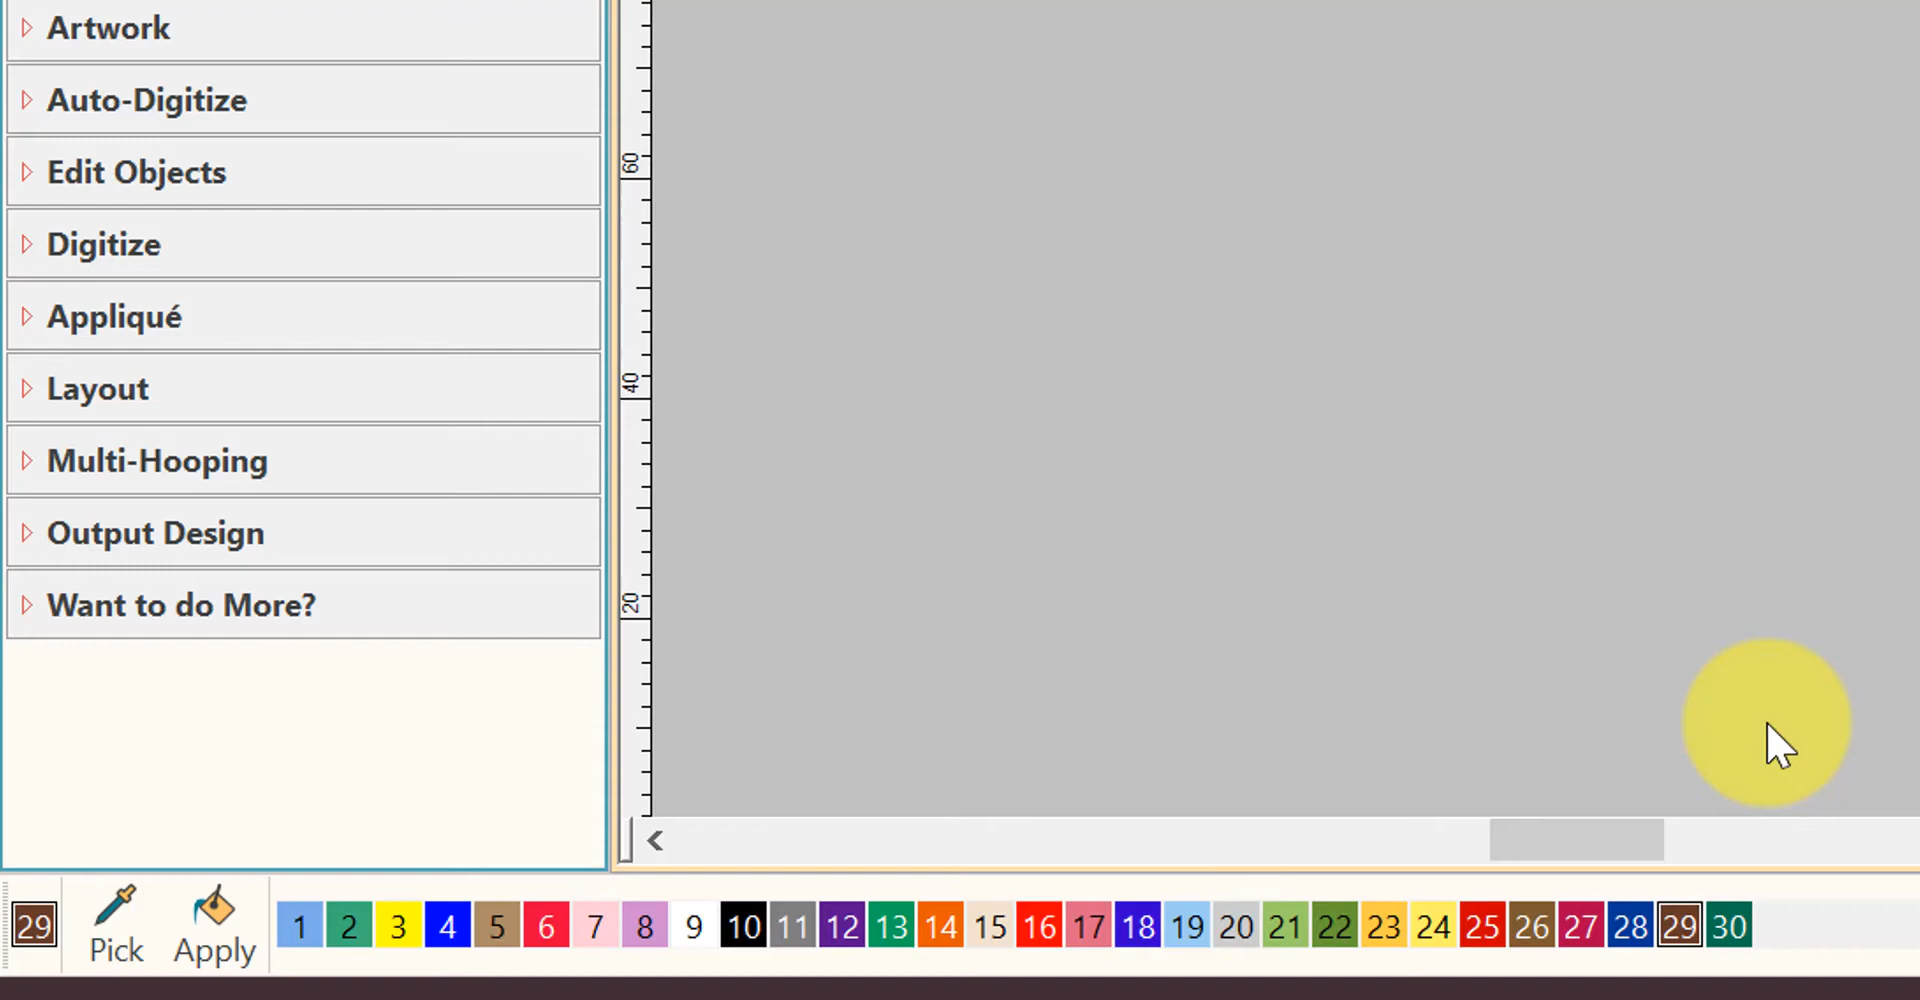 Artwork
Auto-Digitize
Edit Objects
Digitize
Appliqué
Layout
Multi-Hooping
Output Design
Want to do More?
60
40
20
29 Pick Apply 1 2 3 4 5 6 7 8 9 10 11 12 13 14 15 16 17 18 19 20 21 22 23 24 25 26 27 28 29 30